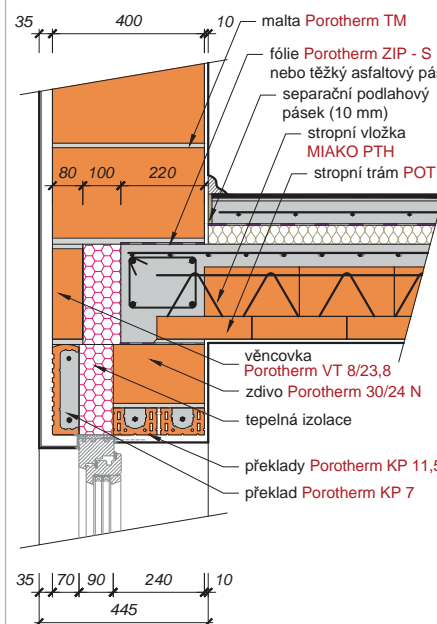 35 400 10
malta Porotherm TM
fólie Porotherm ZIP - S
nebo těžký asfaltový pás
separační podlahový
pásek (10 mm)
stropní vložka
MIAKO PTH
stropní trám POT
80 100 220
věncovka
Porotherm VT 8/23,8
zdivo Porotherm 30/24 N
tepelná izolace
překlady Porotherm KP 11,5
překlad Porotherm KP 7
35 70 90 240 10
445